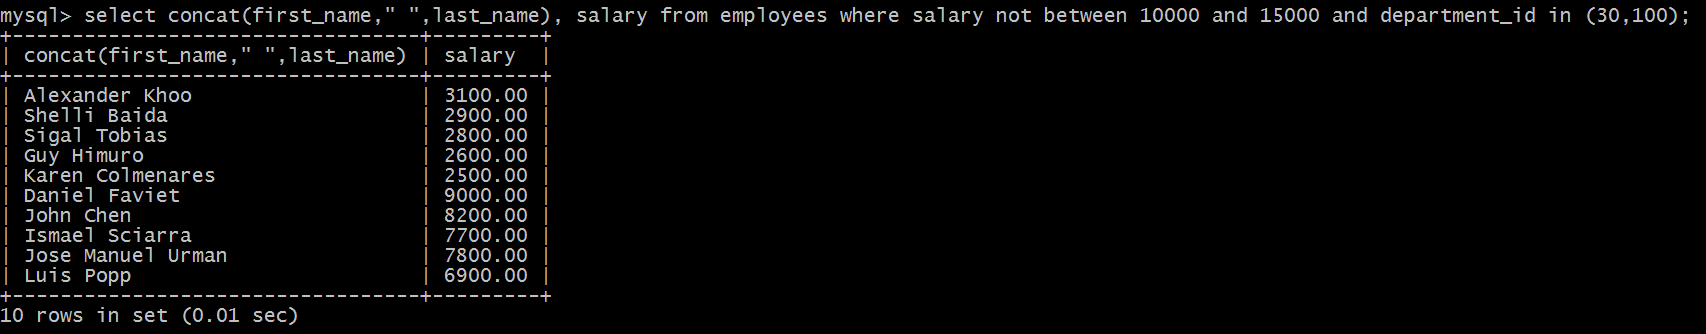 mysql> select concat(first_name," ",last_name), salary from employees where salary not between 10000 and 15000 and department_id in (30,100);
+----------------------------------+---------+
| concat(first_name," ",last_name) | salary  |
+----------------------------------+---------+
| Alexander Khoo                   | 3100.00 |
| Shelli Baida                     | 2900.00 |
| Sigal Tobias                     | 2800.00 |
| Guy Himuro                       | 2600.00 |
| Karen Colmenares                 | 2500.00 |
| Daniel Faviet                    | 9000.00 |
| John Chen                        | 8200.00 |
| Ismael Sciarra                   | 7700.00 |
| Jose Manuel Urman                | 7800.00 |
| Luis Popp                        | 6900.00 |
+----------------------------------+---------+
10 rows in set (0.01 sec)